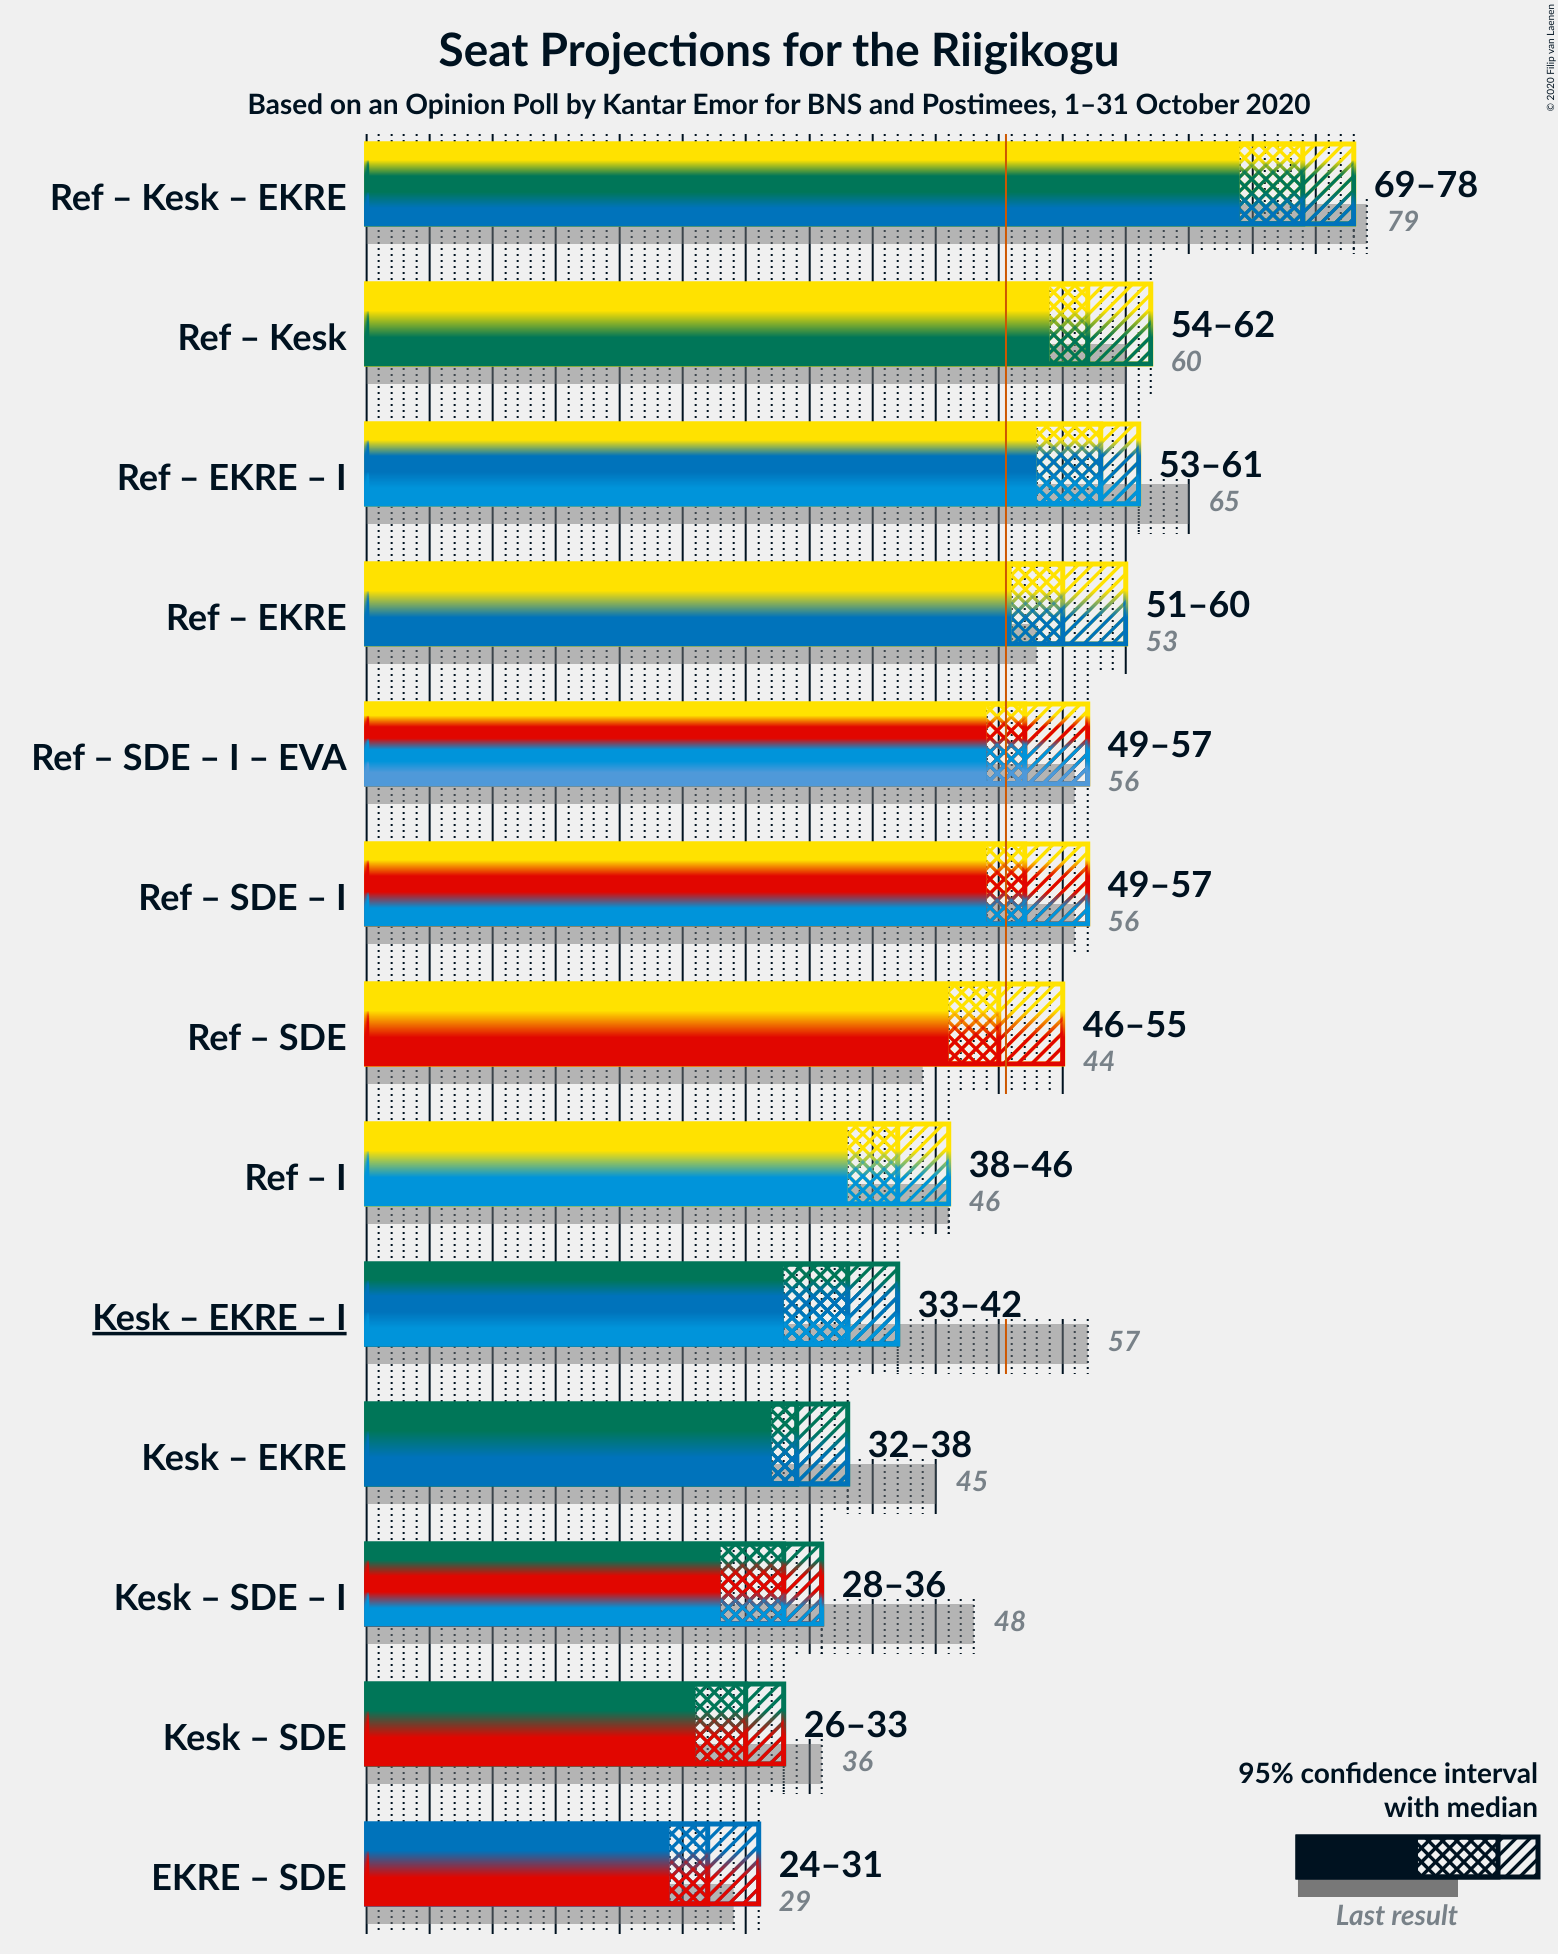 Seat Projections for the Riigikogu
Based on an Opinion Poll by Kantar Emor for BNS and Postimees, 1–31 October 2020
© 2020 Filip van Laenen
Ref – Kesk – EKRE
69–78
79
Ref – Kesk
54–62
60
Ref – EKRE – I
53–61
65
Ref – EKRE
51–60
53
Ref – SDE – I – EVA
49–57
56
Ref – SDE – I
49–57
56
Ref – SDE
46–55
44
Ref – I
38–46
46
Kesk – EKRE – I
33–42
57
Kesk – EKRE
32–38
45
Kesk – SDE – I
28–36
48
Kesk – SDE
26–33
36
EKRE – SDE
24–31
29
95% confidence interval
with median
Last result